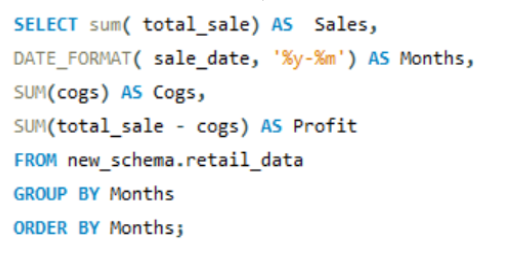 SELECT sum( total_sale) AS  Sales,
DATE_FORMAT( sale_date, '%y-%m') AS Months,
SUM(cogs) AS Cogs,
SUM(total_sale - cogs) AS Profit
FROM new_schema.retail_data
GROUP BY Months
ORDER BY Months;